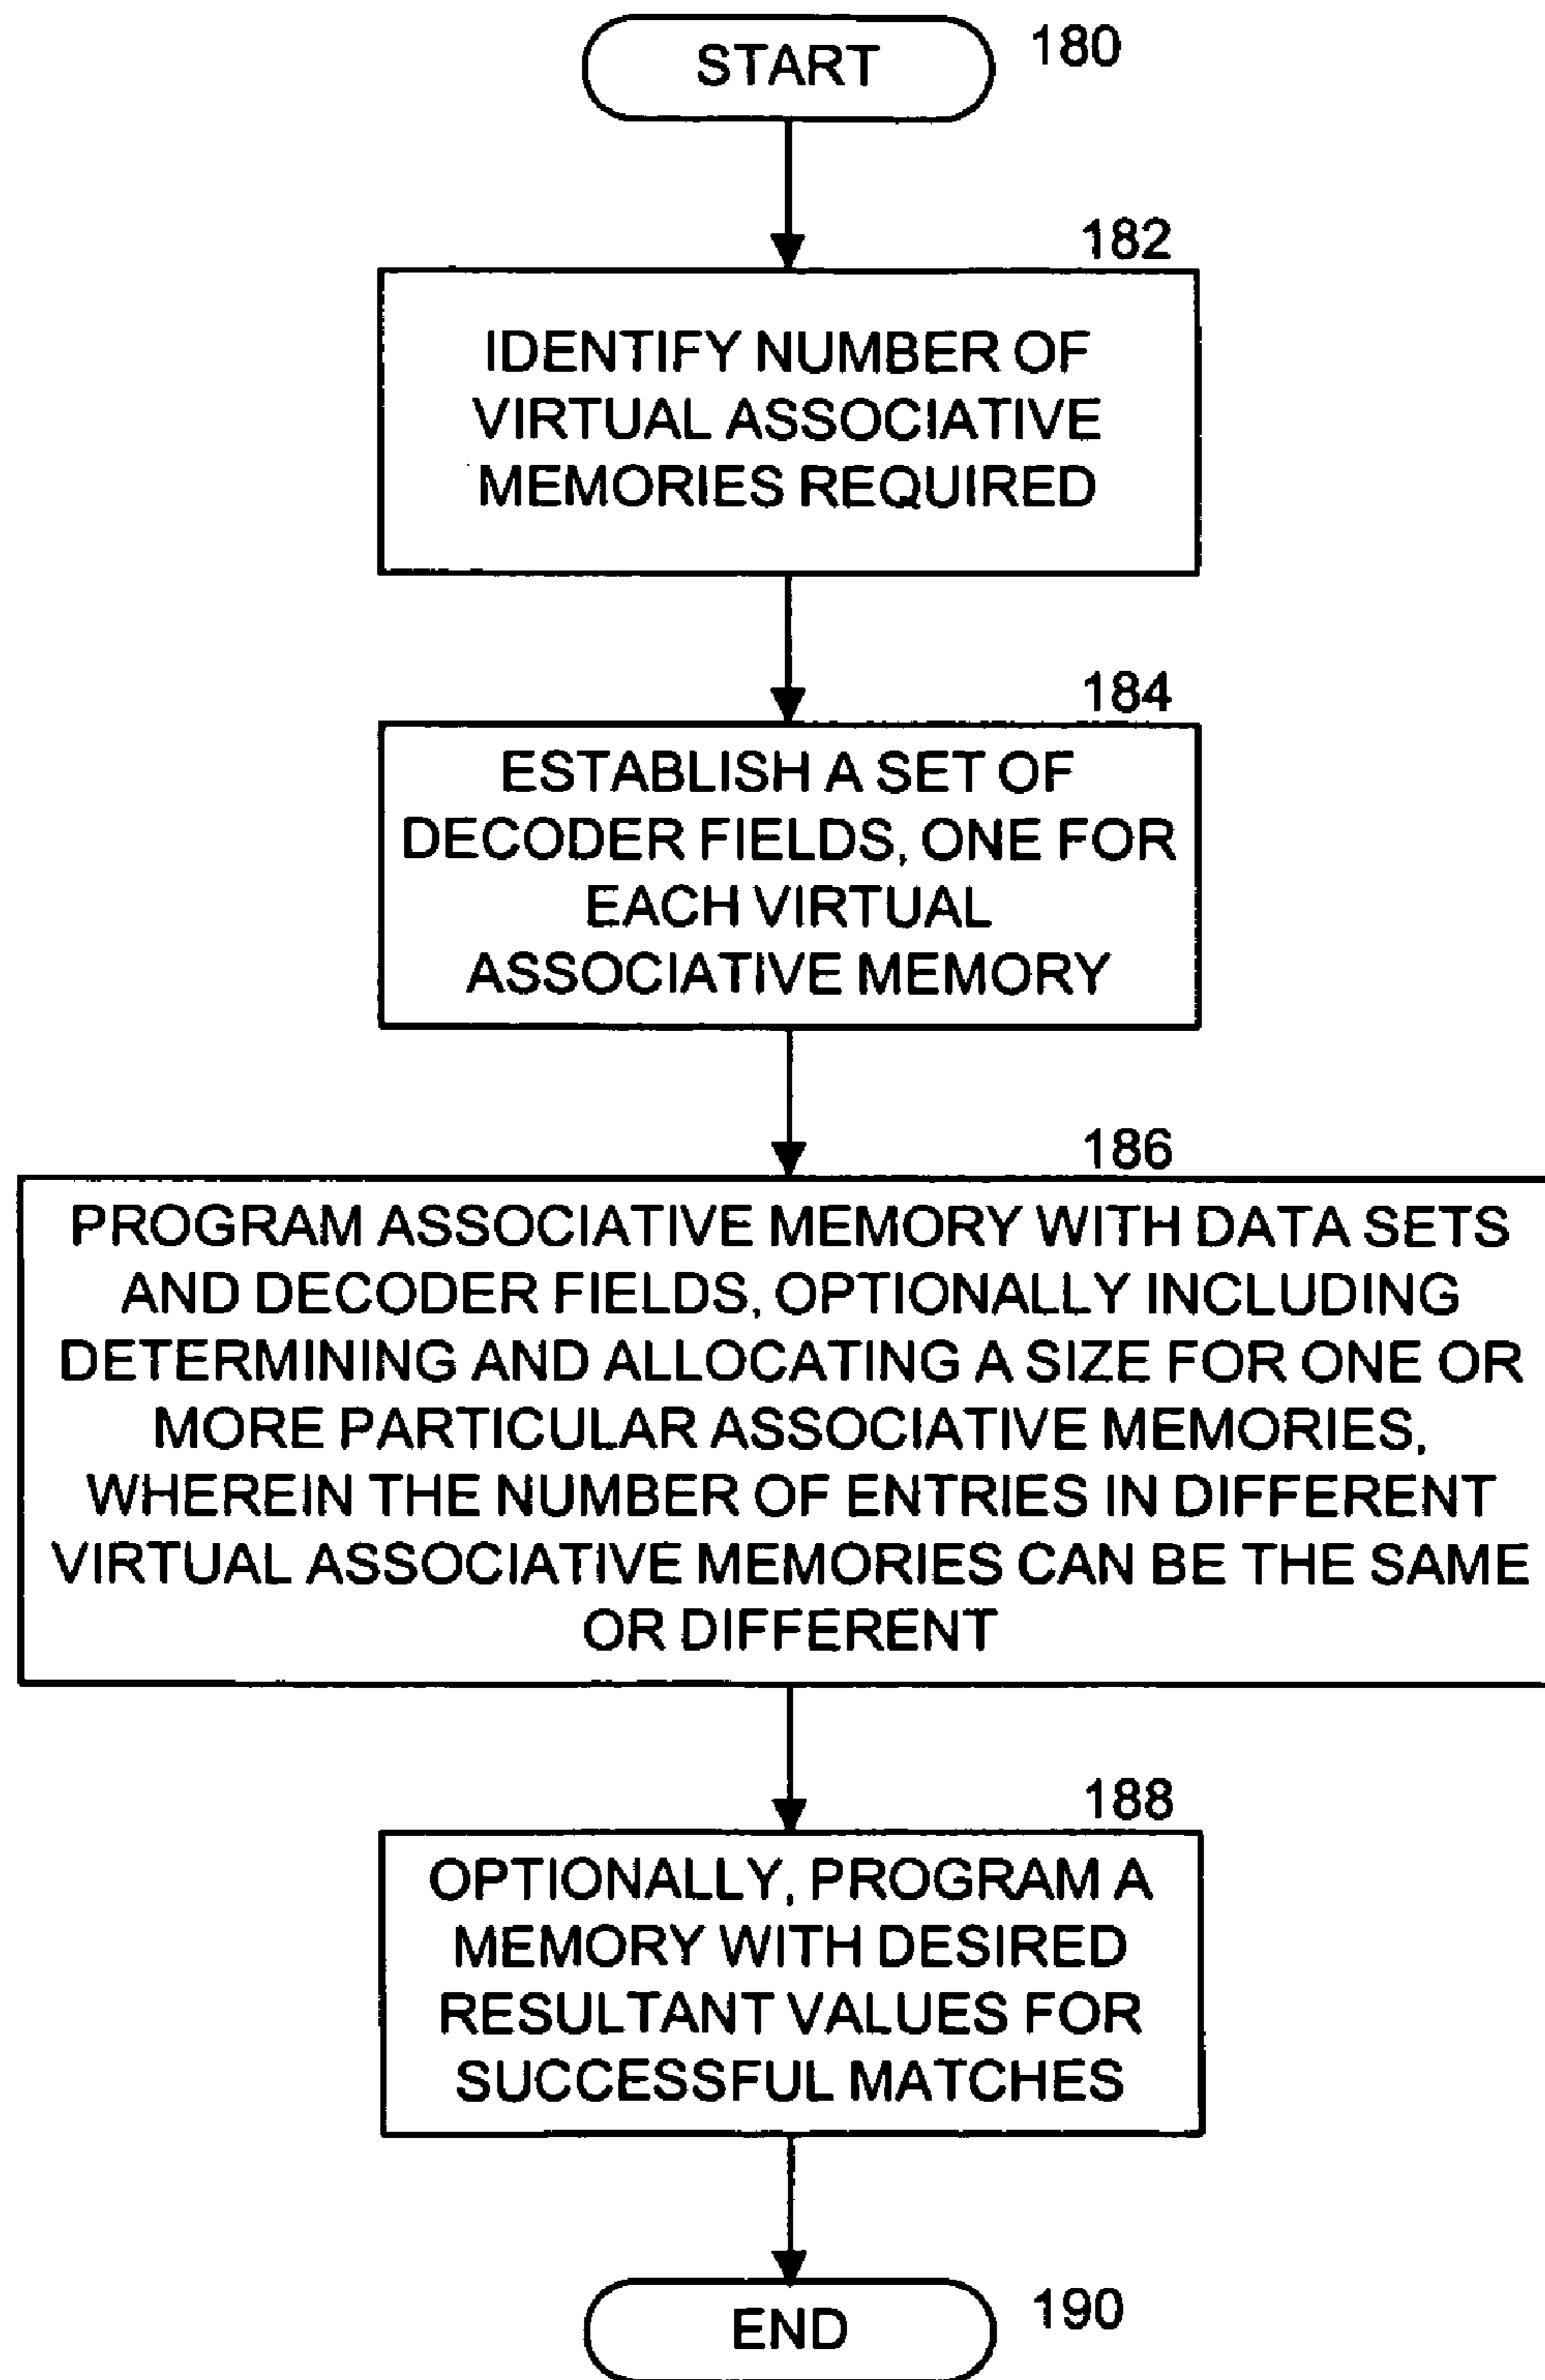 START
180
182
IDENTIFY NUMBER OF
VIRTUAL ASSOCIATIVE
MEMORIES REQUIRED
184
ESTABLISH A SET OF
DECODER FIELDS, ONE FOR
EACH VIRTUAL
ASSOCIATIVE MEMORY
186
PROGRAM ASSOCIATIVE MEMORY WITH DATA SETS
AND DECODER FIELDS, OPTIONALLY INCLUDING
DETERMINING AND ALLOCATING A SIZE FOR ONE OR
MORE PARTICULAR ASSOCIATIVE MEMORIES,
WHEREIN THE NUMBER OF ENTRIES IN DIFFERENT
VIRTUAL ASSOCIATIVE MEMORIES CAN BE THE SAME
OR DIFFERENT
188
OPTIONALLY, PROGRAM A
MEMORY WITH DESIRED
RESULTANT VALUES FOR
SUCCESSFUL MATCHES
END
190